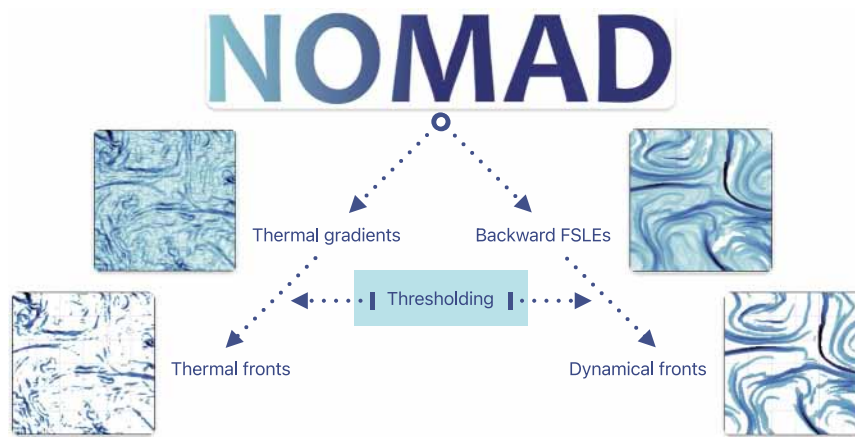 NOMAD
Thermal gradients
Backward FSLEs
Thresholding
Thermal fronts
Dynamical fronts